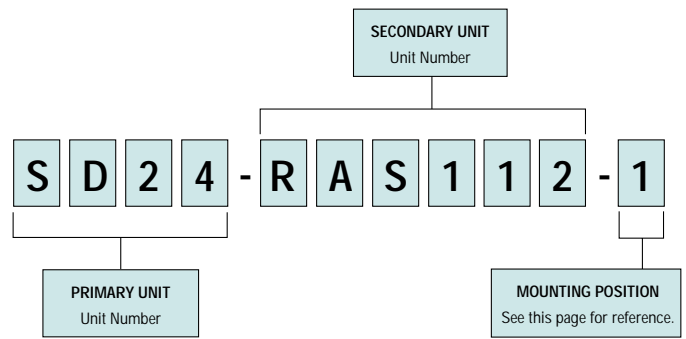 SECONDARY UNIT
Unit Number
SD24-RAS112-1
PRIMARY UNIT
Unit Number
MOUNTING POSITION
See this page for reference.